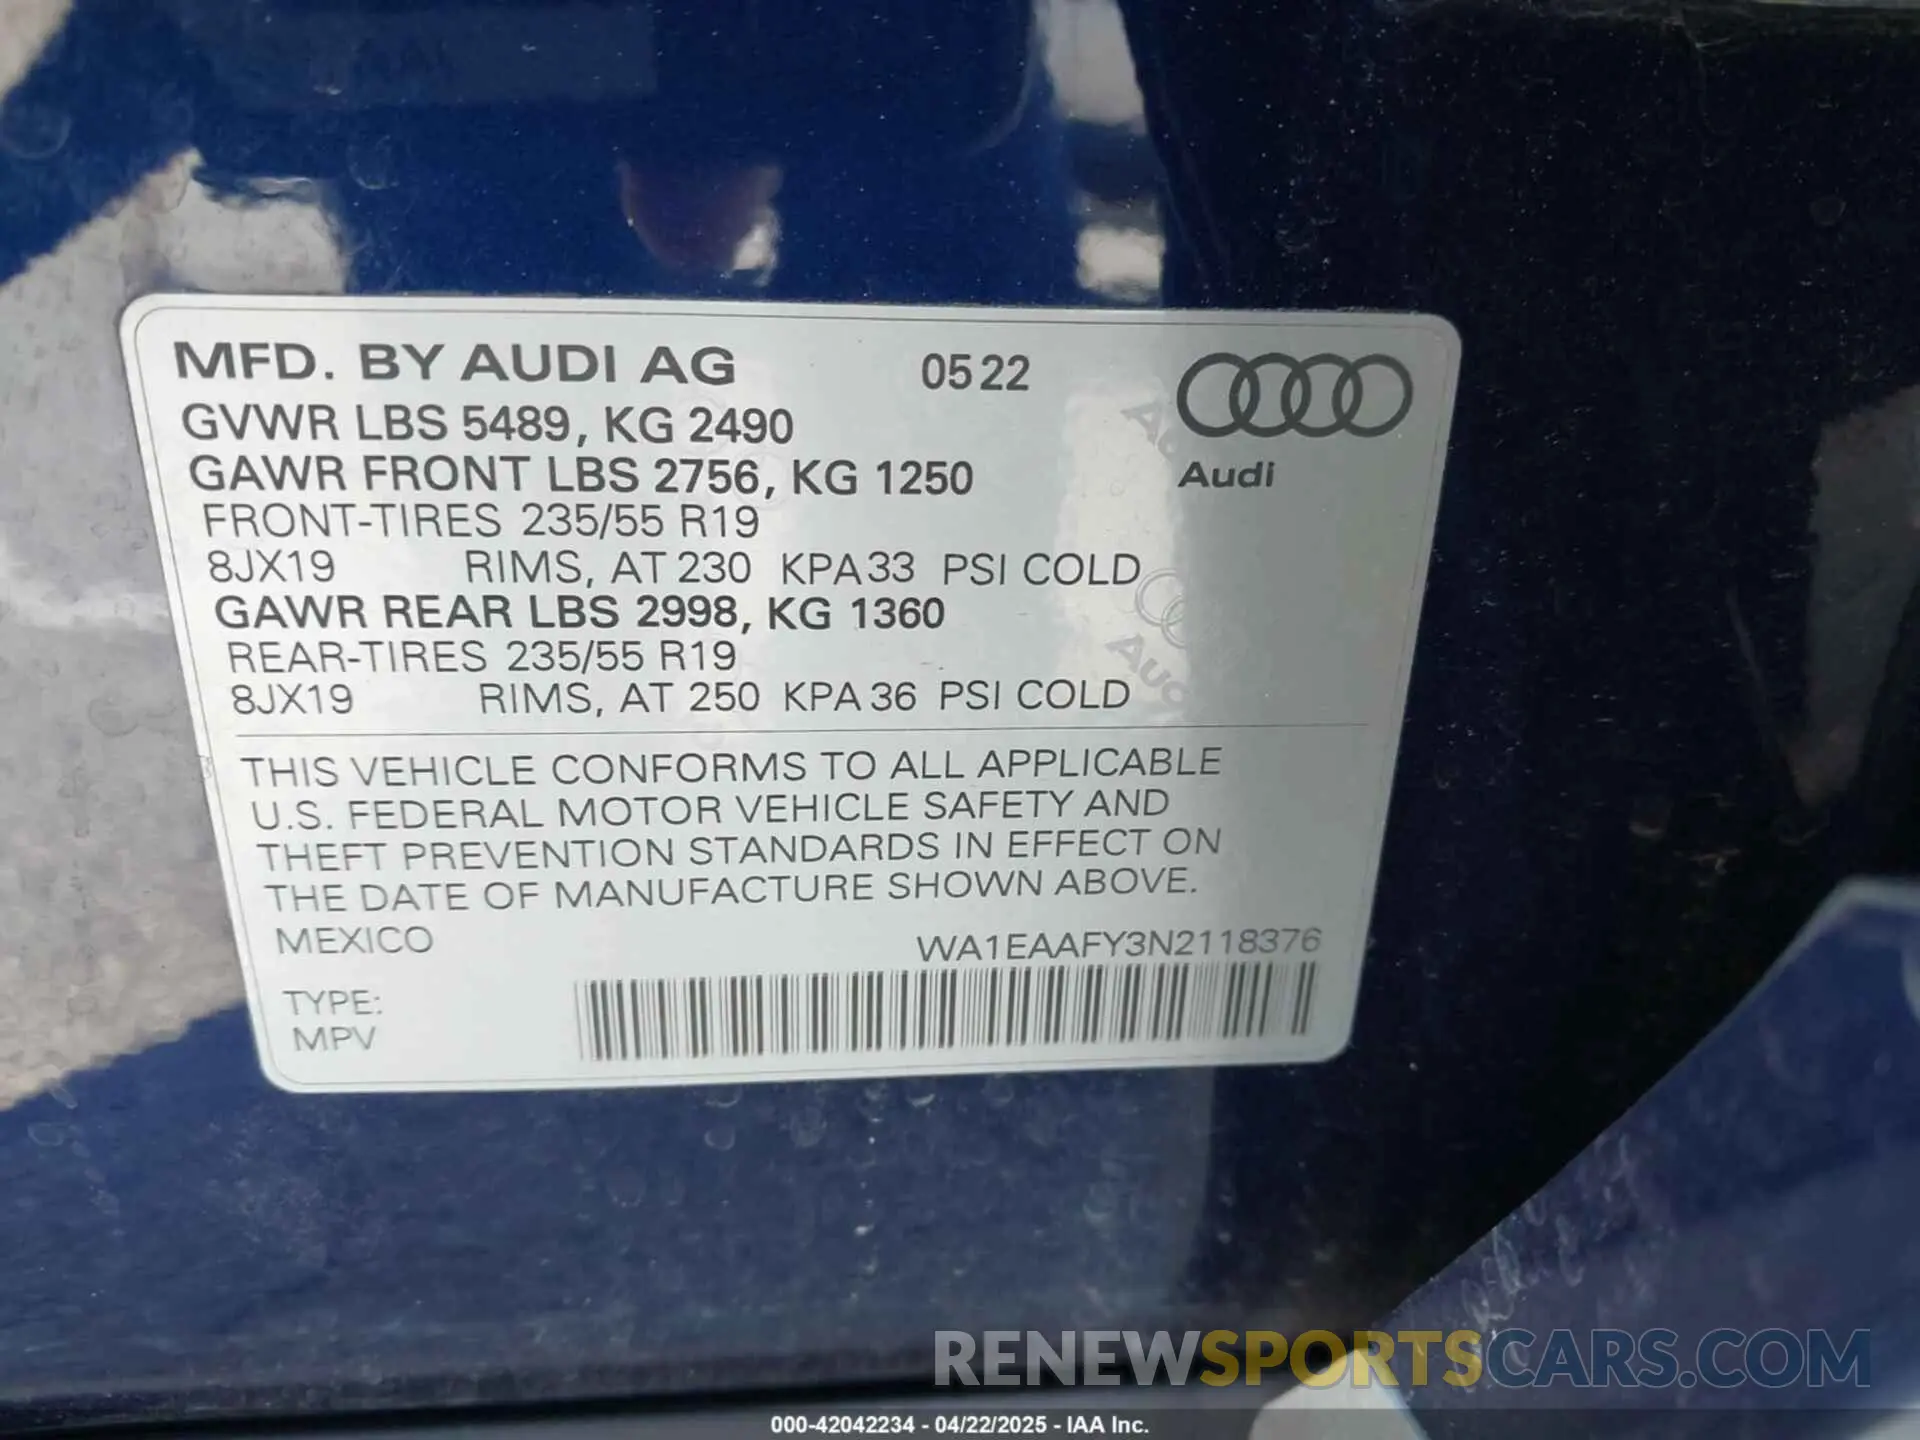 MFD. BY AUDI AG 05 22
GVWR LBS 5489, KG 2490
GAWR FRONT LBS 2756, KG 1250
Audi
FRONT-TIRES 235/55 R19
8JX19 RIMS, AT 230 KPA 33 PSI COLD
GAWR REAR LBS 2998, KG 1360
REAR-TIRES 235/55 R19
8JX19 RIMS, AT 250 KPA 36 PSI COLD
THIS VEHICLE CONFORMS TO ALL APPLICABLE
U.S. FEDERAL MOTOR VEHICLE SAFETY AND
THEFT PREVENTION STANDARDS IN EFFECT ON
THE DATE OF MANUFACTURE SHOWN ABOVE.
MEXICO WA1EAAFY3N2118376
TYPE:
MPV
RENEWSPORTSCARS.COM
000-42042234 - 04/22/2025 - IAA Inc.